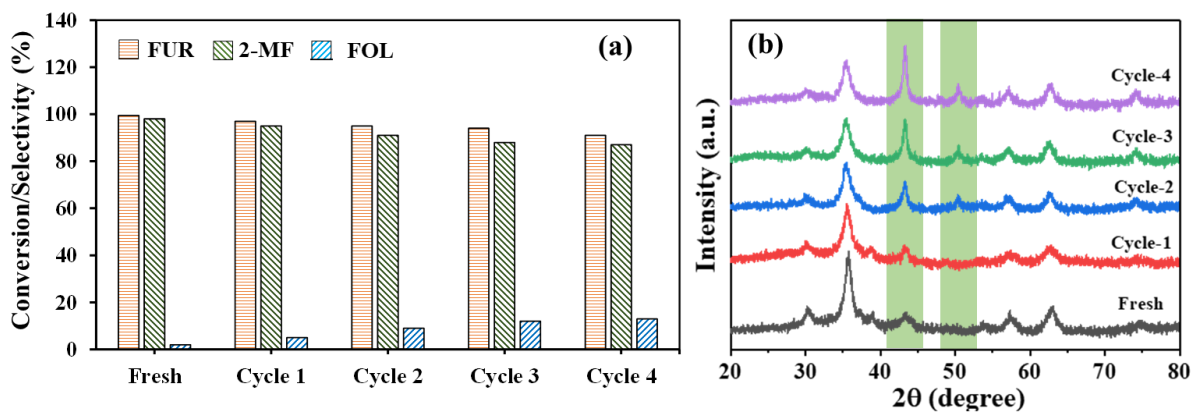 Conversion/Selectivity (%)
140
120
100
80
60
40
20
0
FUR 2-MF FOL
(a)
Fresh Cycle 1 Cycle 2 Cycle 3 Cycle 4
Intensity (a.u.)
(b)
Cycle-4
Cycle-3
Cycle-2
Cycle-1
Fresh
20 30 40 50 60 70 80
2θ (degree)